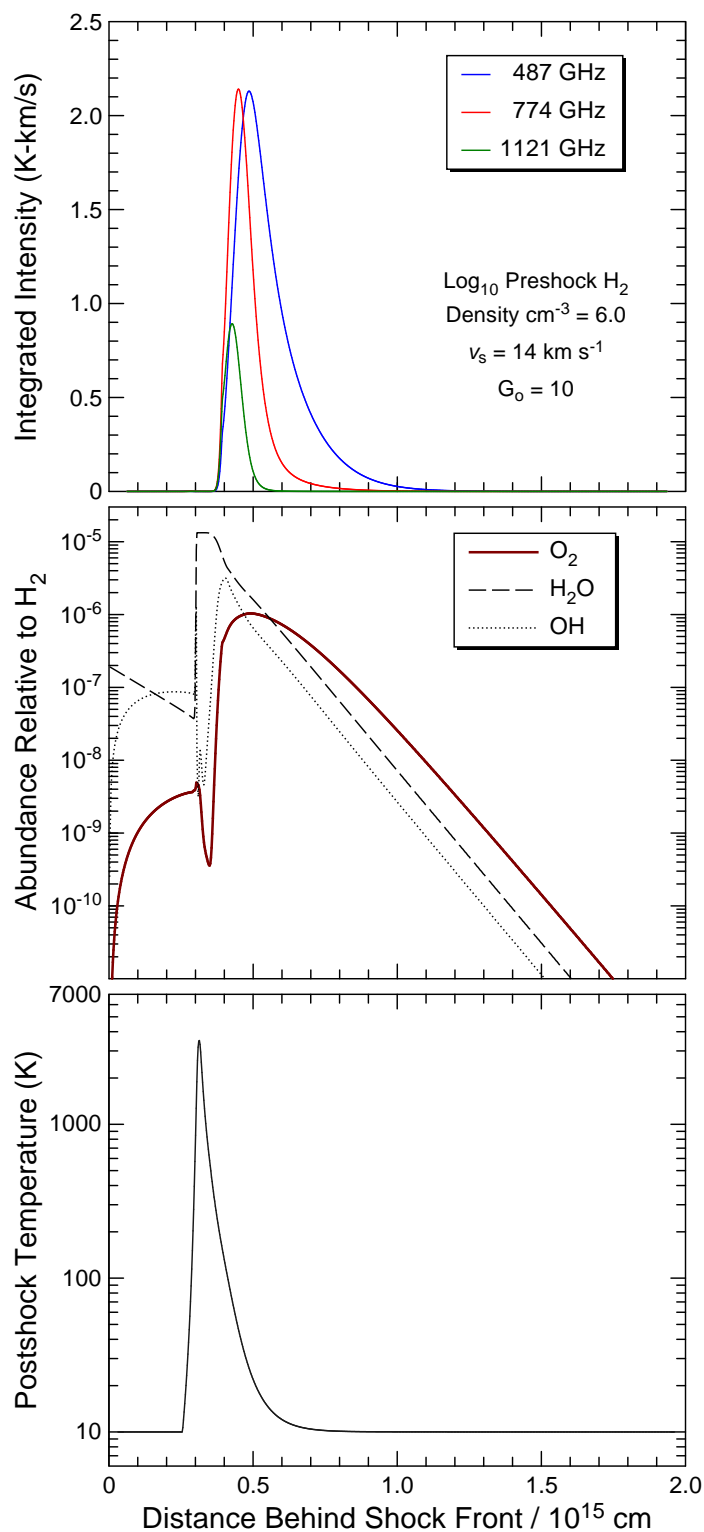 2.5
2.0
1.5
1.0
0.5
0
Integrated Intensity (K-km/s)
487 GHz
774 GHz
1121 GHz
Log₁₀ Preshock H₂
Density cm⁻³ = 6.0
vₛ = 14 km s⁻¹
Gₒ = 10
10⁻⁵
10⁻⁶
10⁻⁷
10⁻⁸
10⁻⁹
10⁻¹⁰
Abundance Relative to H₂
O₂
H₂O
OH
7000
1000
100
10
Postshock Temperature (K)
0 0.5 1.0 1.5 2.0
Distance Behind Shock Front / 10¹⁵ cm